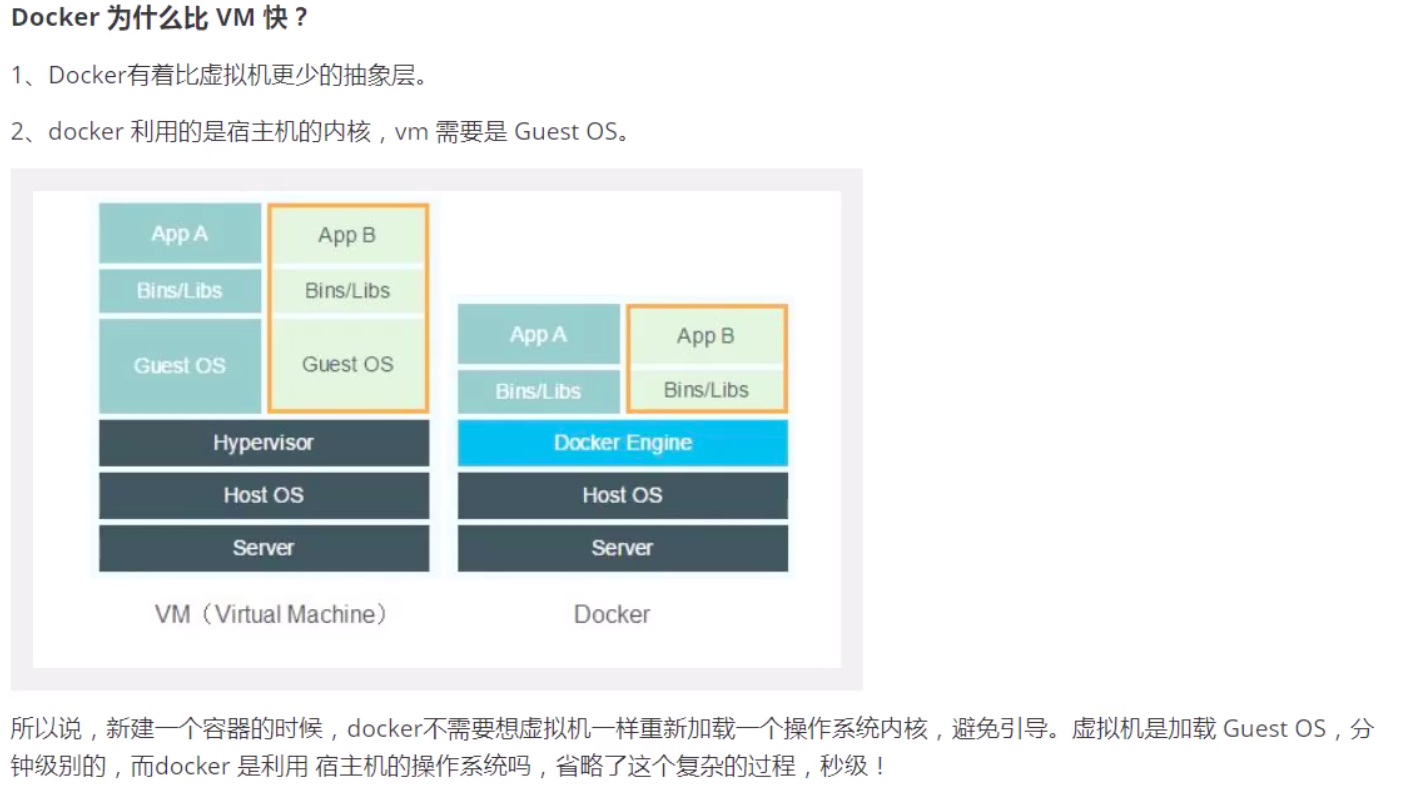 Docker 为什么比 VM 快？
1、Docker有着比虚拟机更少的抽象层。
2、docker 利用的是宿主机的内核，vm 需要是 Guest OS。
App A
App B
Bins/Libs
Bins/Libs
Guest OS
Guest OS
Hypervisor
Host OS
Server
VM（Virtual Machine）
App A
App B
Bins/Libs
Bins/Libs
Docker Engine
Host OS
Server
Docker
所以说，新建一个容器的时候，docker不需要想虚拟机一样重新加载一个操作系统内核，避免引导。虚拟机是加载 Guest OS，分
钟级别的，而docker 是利用 宿主机的操作系统吗，省略了这个复杂的过程，秒级！